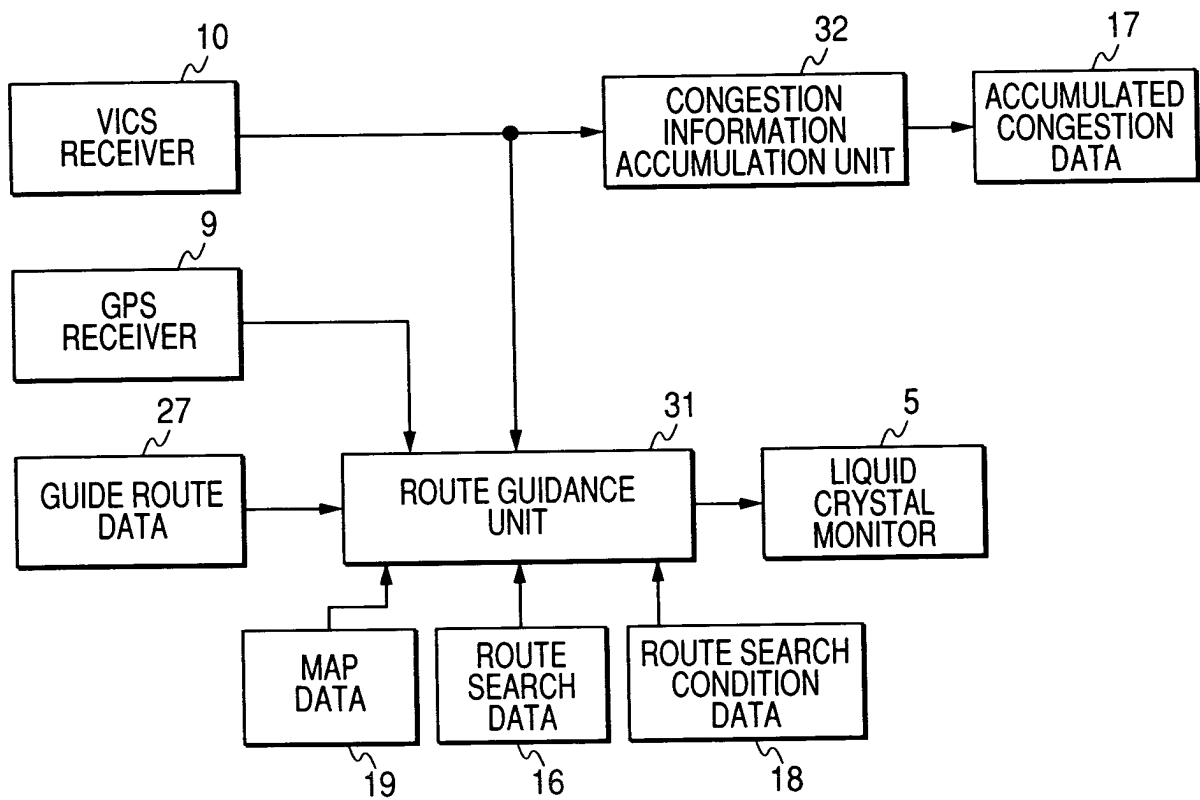 10
VICS
RECEIVER
32
CONGESTION
INFORMATION
ACCUMULATION UNIT
17
ACCUMULATED
CONGESTION
DATA
9
GPS
RECEIVER
27
GUIDE ROUTE
DATA
31
ROUTE GUIDANCE
UNIT
5
LIQUID
CRYSTAL
MONITOR
MAP
DATA
19
ROUTE
SEARCH
DATA
16
ROUTE SEARCH
CONDITION
DATA
18